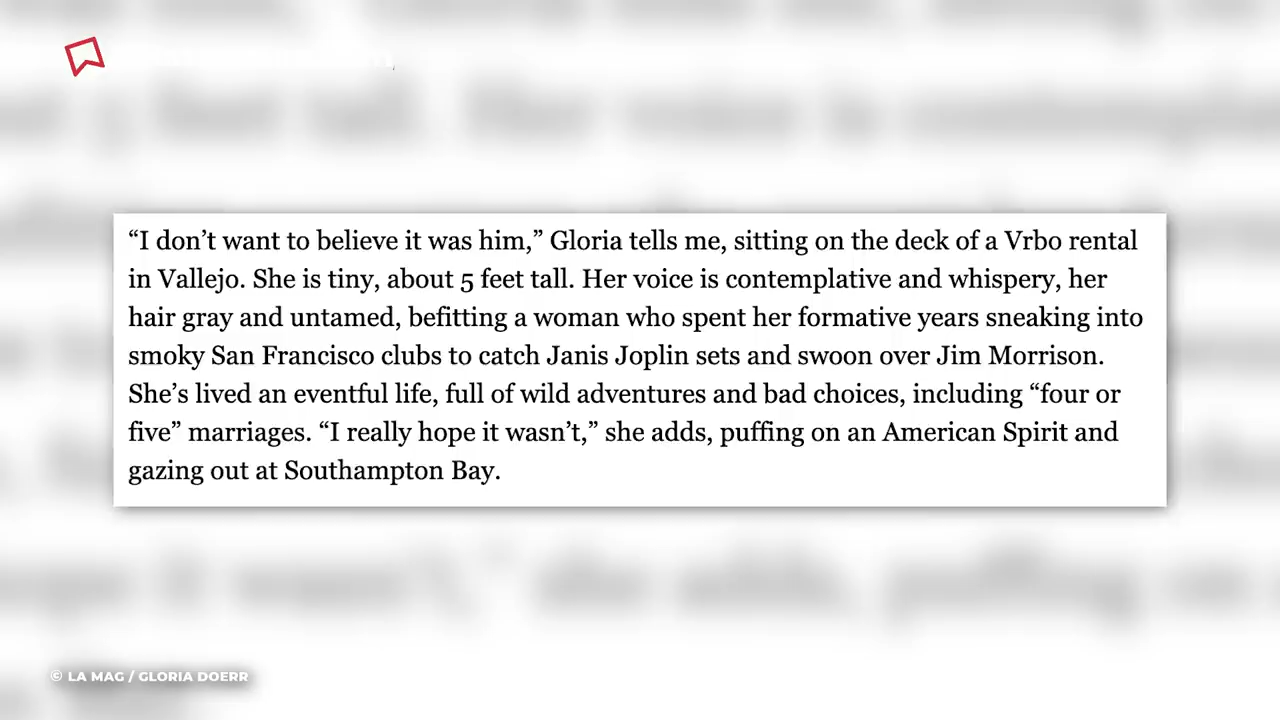 “I don’t want to believe it was him,” Gloria tells me, sitting on the deck of a Vrbo rental
in Vallejo. She is tiny, about 5 feet tall. Her voice is contemplative and whispery, her
hair gray and untamed, befitting a woman who spent her formative years sneaking into
smoky San Francisco clubs to catch Janis Joplin sets and swoon over Jim Morrison.
She’s lived an eventful life, full of wild adventures and bad choices, including “four or
five” marriages. “I really hope it wasn’t,” she adds, puffing on an American Spirit and
gazing out at Southampton Bay.
© LA MAG / GLORIA DOERR